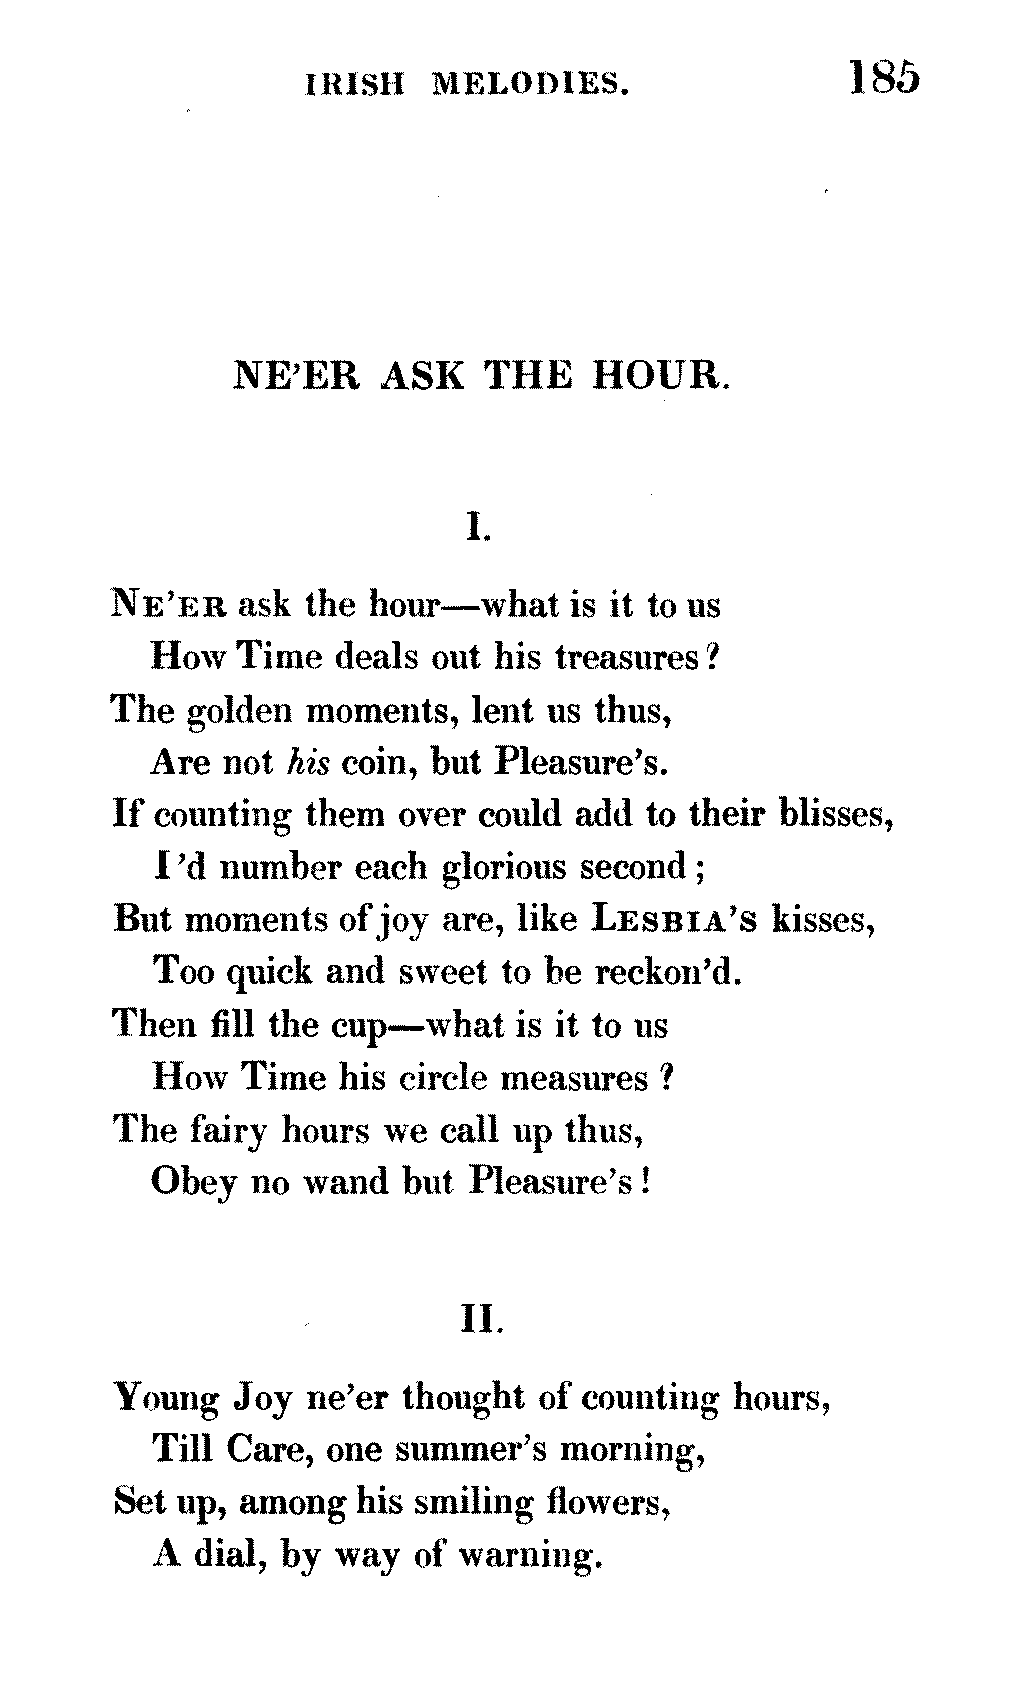 IRISH MELODIES. 185
NE'ER ASK THE HOUR.
I.
NE'ER ask the hour—what is it to us
How Time deals out his treasures?
The golden moments, lent us thus,
Are not his coin, but Pleasure's.
If counting them over could add to their blisses,
I'd number each glorious second;
But moments of joy are, like LESBIA'S kisses,
Too quick and sweet to be reckon'd.
Then fill the cup—what is it to us
How Time his circle measures?
The fairy hours we call up thus,
Obey no wand but Pleasure's!
II.
Young Joy ne'er thought of counting hours,
Till Care, one summer's morning,
Set up, among his smiling flowers,
A dial, by way of warning.